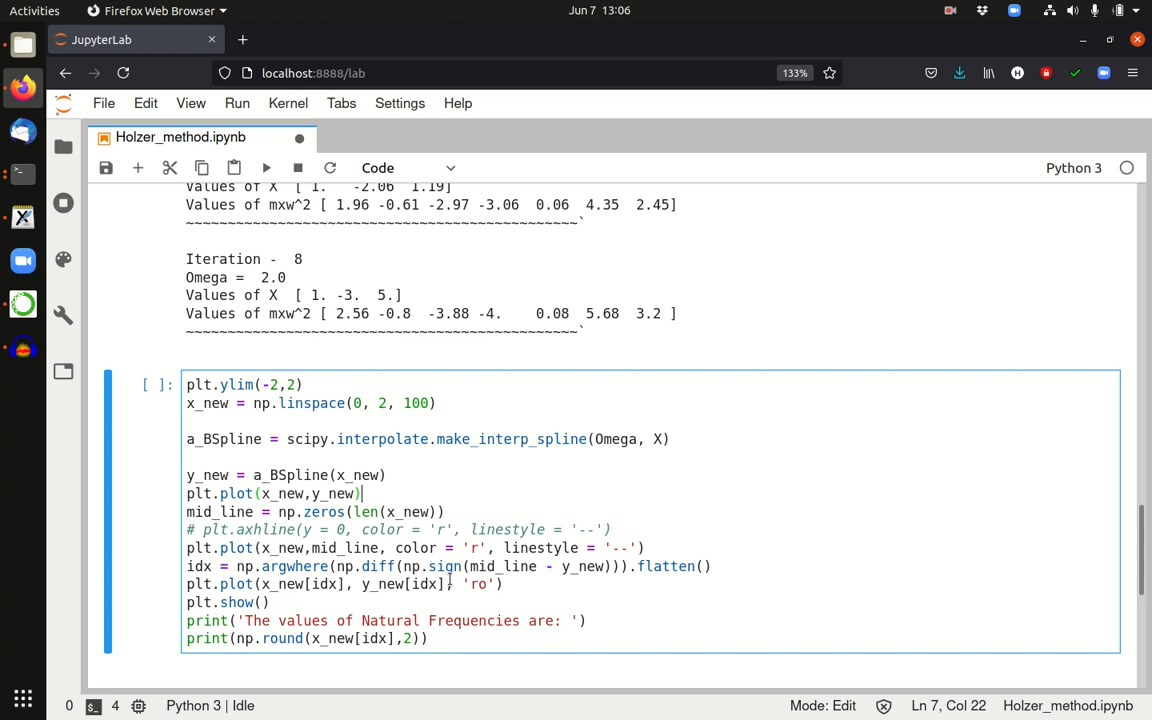 Activities
Firefox Web Browser
Jun 7 13:06
JupyterLab
localhost:8888/lab
133%
File Edit View Run Kernel Tabs Settings Help
Holzer_method.ipynb
Code
Python 3
Values of X [ 1. -2.06 1.19]
Values of mxw^2 [ 1.96 -0.61 -2.97 -3.06 0.06 4.35 2.45]
~~~~~~~~~~~~~~~~~~~~~~~~~~~~~~~~~~~~~~~~~~~~~~~`
Iteration - 8
Omega = 2.0
Values of X [ 1. -3. 5.]
Values of mxw^2 [ 2.56 -0.8 -3.88 -4. 0.08 5.68 3.2 ]
~~~~~~~~~~~~~~~~~~~~~~~~~~~~~~~~~~~~~~~~~~~~~~~`
[ ]:
plt.ylim(-2,2)
x_new = np.linspace(0, 2, 100)
a_BSpline = scipy.interpolate.make_interp_spline(Omega, X)
y_new = a_BSpline(x_new)
plt.plot(x_new,y_new)
mid_line = np.zeros(len(x_new))
# plt.axhline(y = 0, color = 'r', linestyle = '--')
plt.plot(x_new,mid_line, color = 'r', linestyle = '--')
idx = np.argwhere(np.diff(np.sign(mid_line - y_new))).flatten()
plt.plot(x_new[idx], y_new[idx], 'ro')
plt.show()
print('The values of Natural Frequencies are: ')
print(np.round(x_new[idx],2))
0
4
Python 3 | Idle
Mode: Edit
Ln 7, Col 22
Holzer_method.ipynb